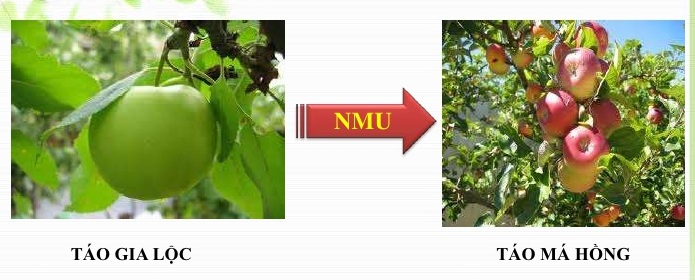 NMU
TÁO GIA LỘC
TÁO MÁ HỒNG